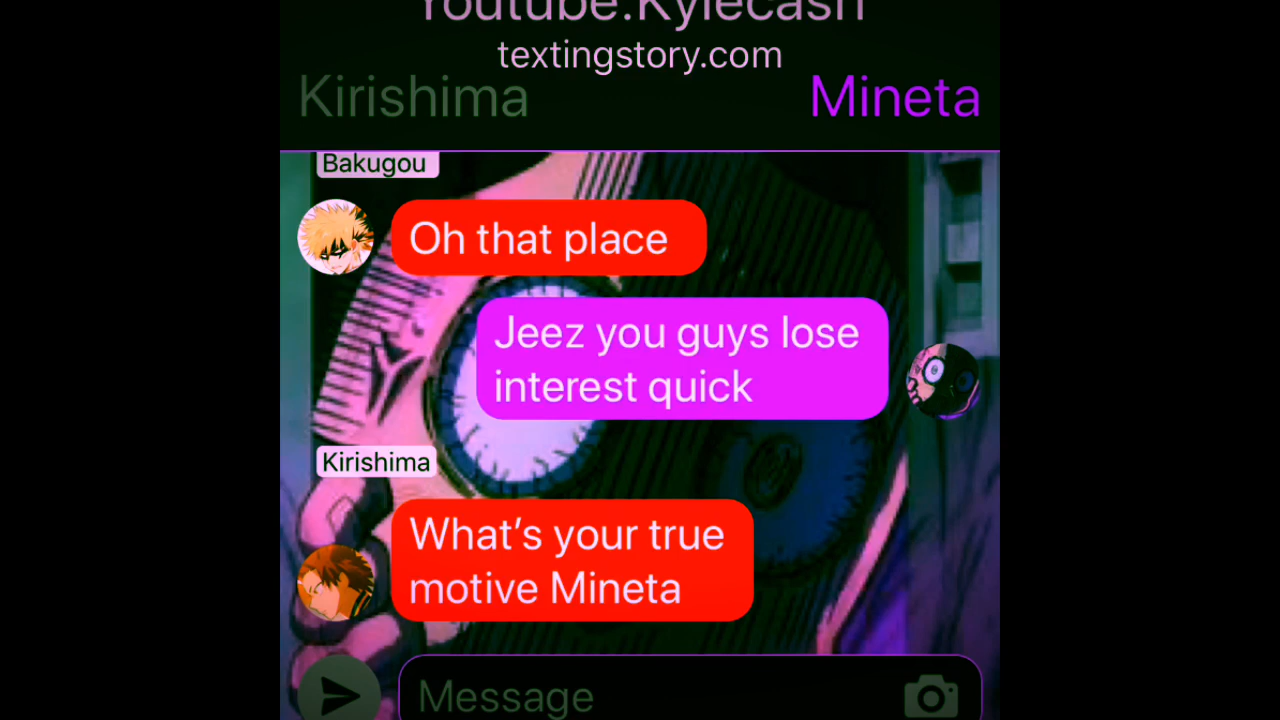 Youtube:Kylecash
textingstory.com
Kirishima
Mineta
Bakugou
Oh that place
Jeez you guys lose
interest quick
Kirishima
What's your true
motive Mineta
Message